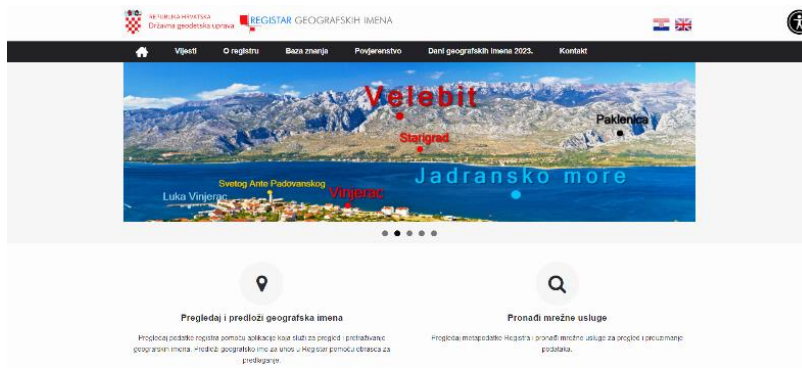 REPUBLIKA HRVATSKA
Državna geodetska uprava
REGISTAR GEOGRAFSKIH IMENA
Vijesti O registru Baza znanja Povjerenstvo Dani geografskih imena 2023. Kontakt
Velebit
Paklenica
Starigrad
Jadransko more
Svetog Ante Padovanskog
Vinjerac
Luka Vinjerac
Pregledaj i predloži geografska imena
Pregledaj podatke registra pomoću aplikacije koja služi za pregled i pretraživanje
geografskih imena. Predloži geografsko ime za unos u Registar pomoću obrasca za
predlaganje.
Pronađi mrežne usluge
Pregledaj metapodatke Registra i pronađi mrežne usluge za pregled i preuzimanje
podataka.